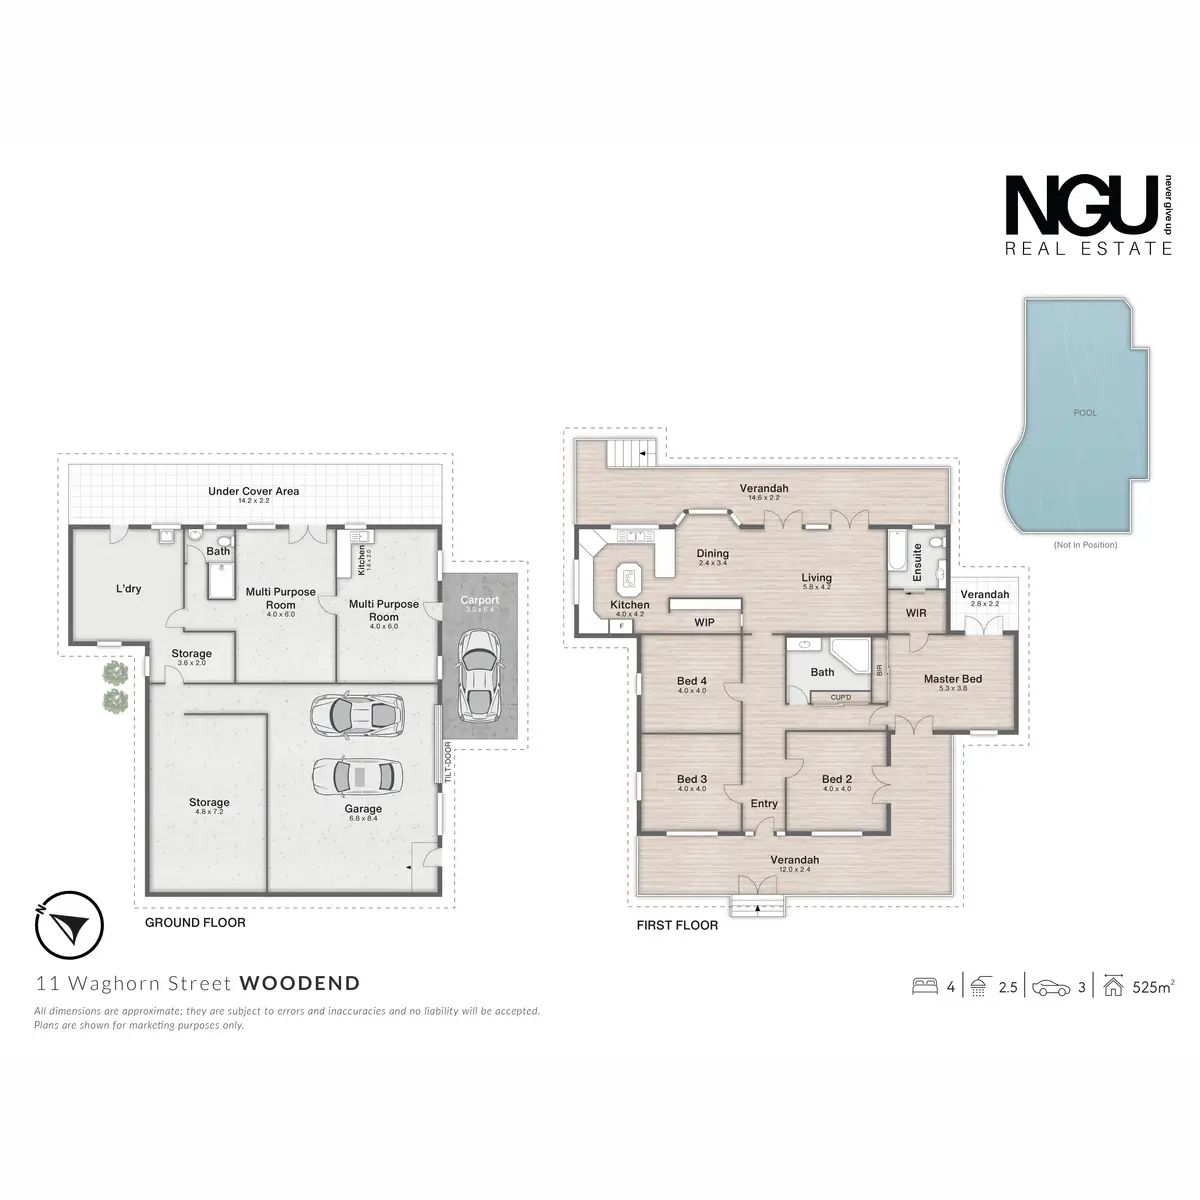 NGU
never give up
REAL ESTATE
POOL
(Not In Position)
Under Cover Area
14.2 x 2.2
L'dry
Bath
Multi Purpose
Room
4.0 x 6.0
Kitchen
1.6 x 2.0
Multi Purpose
Room
4.0 x 6.0
Carport
3.0 x 5.4
Storage
3.6 x 2.0
TILT-DOOR
Storage
4.8 x 7.2
Garage
6.8 x 8.4
GROUND FLOOR
Verandah
14.6 x 2.2
Dining
2.4 x 3.4
Living
5.8 x 4.2
Ensuite
Kitchen
4.0 x 4.2
F
WIP
WIR
Verandah
2.8 x 2.2
Bed 4
4.0 x 4.0
Bath
CUP'D
BIR
Master Bed
5.3 x 3.8
Bed 3
4.0 x 4.0
Entry
Bed 2
4.0 x 4.0
Verandah
12.0 x 2.4
FIRST FLOOR
N
11 Waghorn Street WOODEND
All dimensions are approximate; they are subject to errors and inaccuracies and no liability will be accepted.
Plans are shown for marketing purposes only.
4 2.5 3 525m²